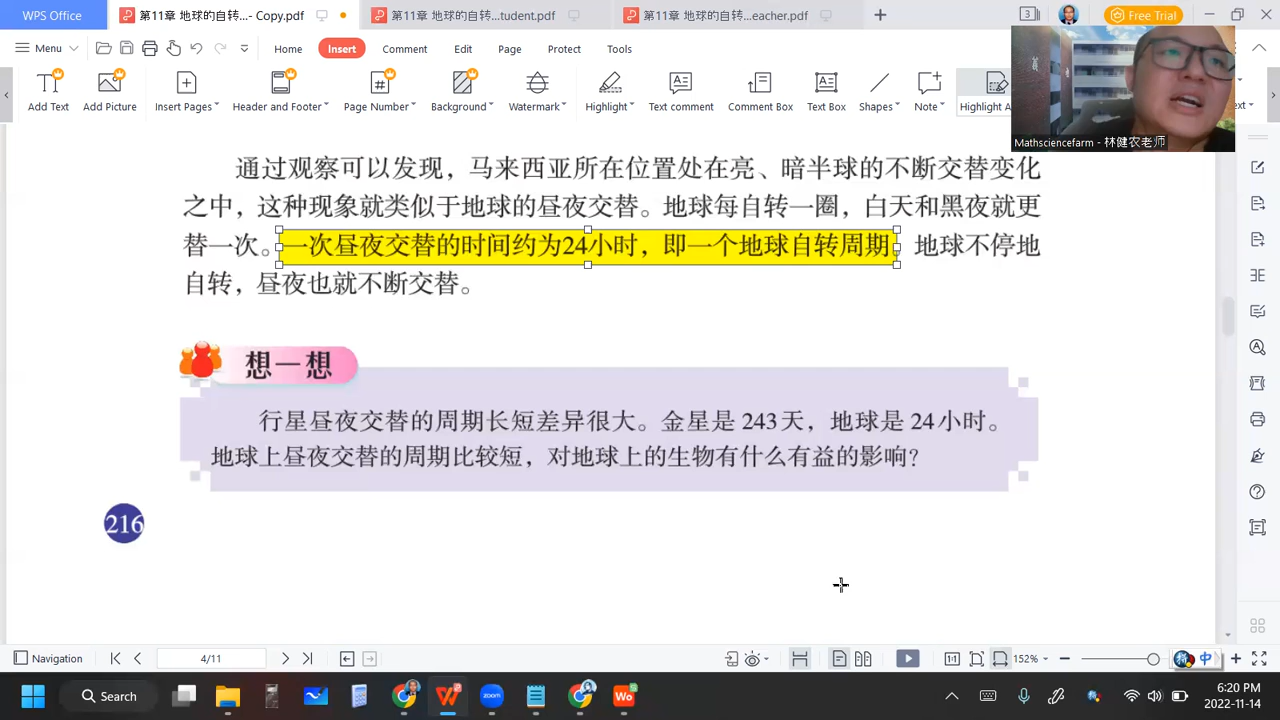 WPS Office
第11章 地球的自转...- Copy.pdf
第11章 地球的自转...tudent.pdf
第11章 地球的自转...eacher.pdf
3
Free Trial
Menu
Home
Insert
Comment
Edit
Page
Protect
Tools
Add Text
Add Picture
Insert Pages
Header and Footer
Page Number
Background
Watermark
Highlight
Text comment
Comment Box
Text Box
Shapes
Note
Highlight A
Mathsciencefarm - 林健农老师
通过观察可以发现，马来西亚所在位置处在亮、暗半球的不断交替变化
之中，这种现象就类似于地球的昼夜交替。地球每自转一圈，白天和黑夜就更
替一次。一次昼夜交替的时间约为24小时，即一个地球自转周期。地球不停地
自转，昼夜也就不断交替。
想一想
行星昼夜交替的周期长短差异很大。金星是 243 天，地球是 24 小时。
地球上昼夜交替的周期比较短，对地球上的生物有什么有益的影响？
216
Navigation
4/11
1:1
152%
中
Search
6:20 PM
2022-11-14